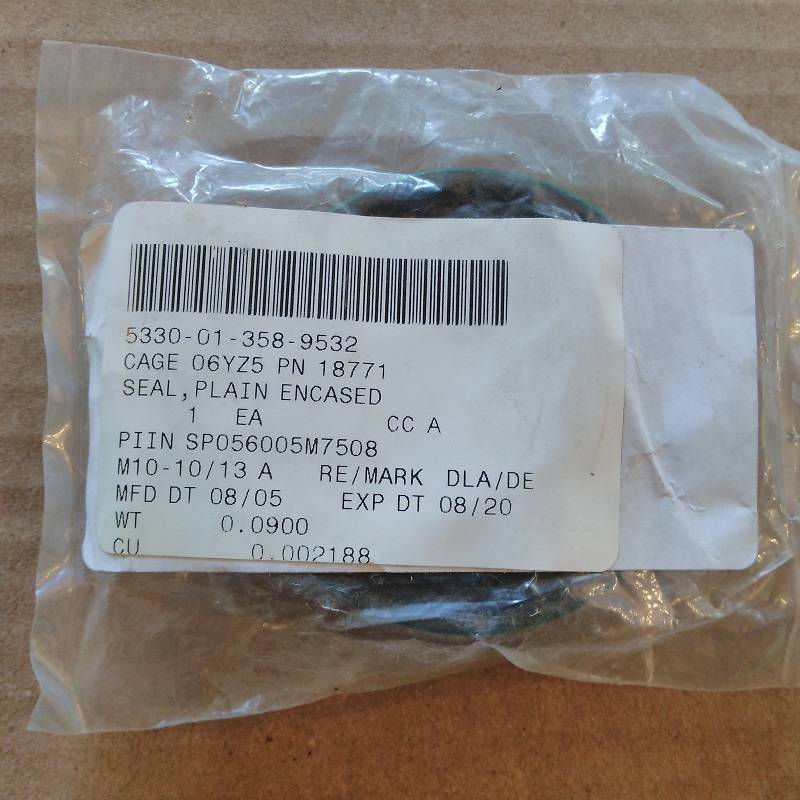 5330-01-358-9532
CAGE 06YZ5 PN 18771
SEAL, PLAIN ENCASED
1 EA CC A
PIIN SP056005M7508
M10-10/13 A RE/MARK DLA/DE
MFD DT 08/05 EXP DT 08/20
WT 0.0900
CU 0.002188